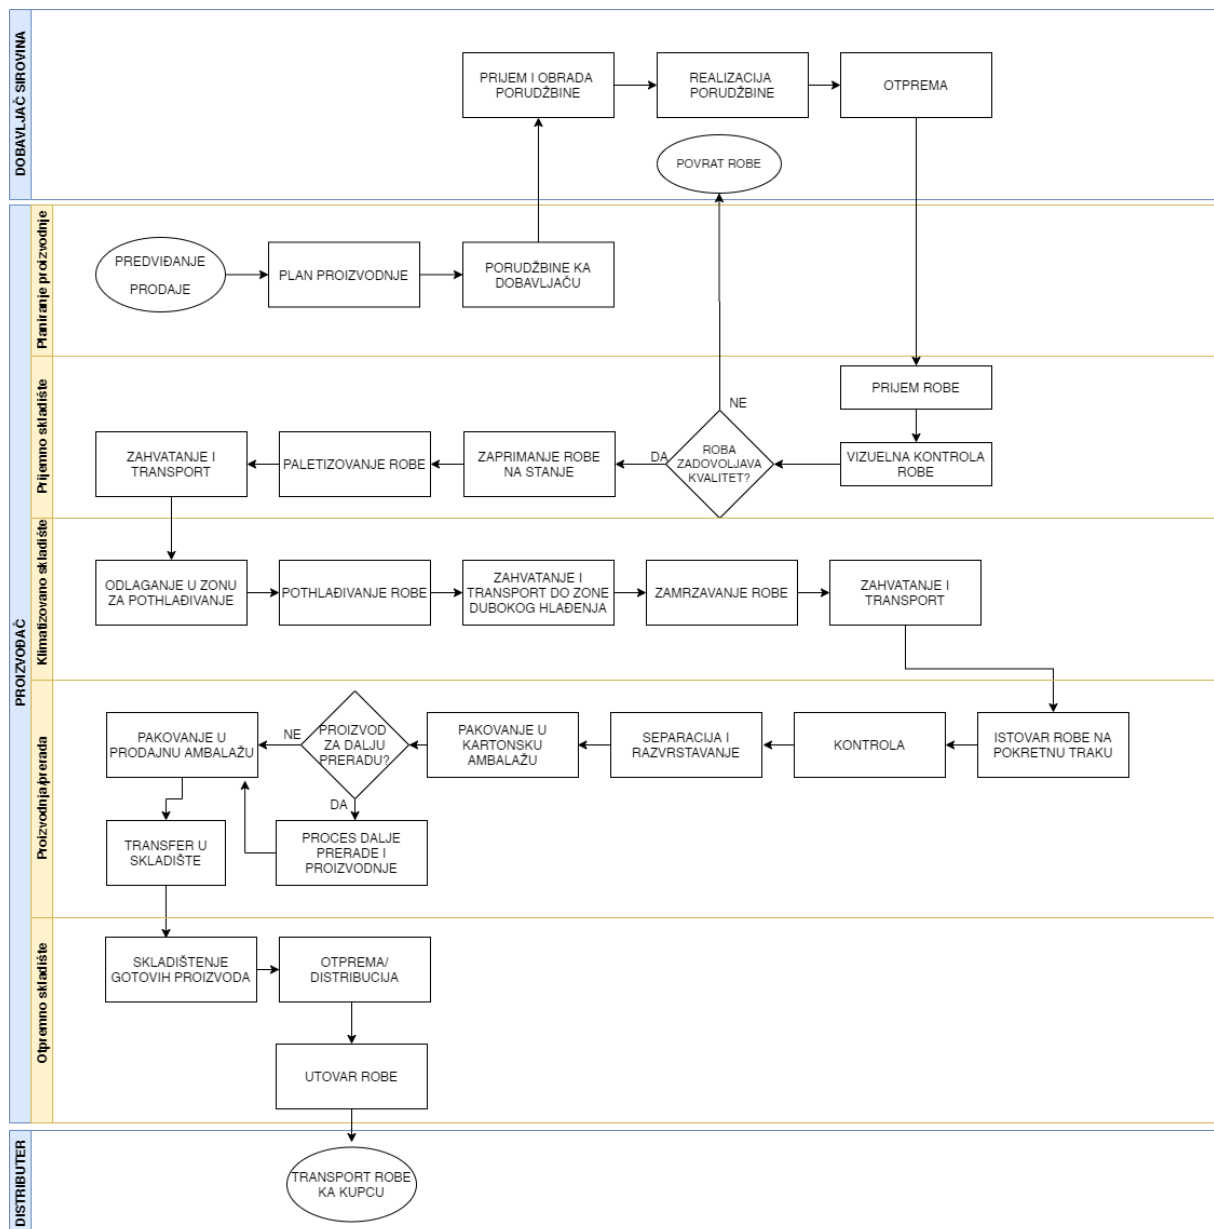 DOBAVLJAČ SIROVINA
PRIJEM I OBRADA
PORUDŽBINE
REALIZACIJA
PORUDŽBINE
OTPREMA
POVRAT ROBE
PROIZVOĐAČ
Planiranje proizvodnje
PREDVIĐANJE
PRODAJE
PLAN PROIZVODNJE
PORUDŽBINE KA
DOBAVLJAČU
Prijemno skladište
PRIJEM ROBE
NE
ZAHVATANJE I
TRANSPORT
PALETIZOVANJE ROBE
ZAPRIMANJE ROBE
NA STANJE
DA
ROBA
ZADOVOLJAVA
KVALITET?
VIZUELNA KONTROLA
ROBE
Klimatizovano skladište
ODLAGANJE U ZONU
ZA POTHLAĐIVANJE
POTHLAĐIVANJE ROBE
ZAHVATANJE I
TRANSPORT DO ZONE
DUBOKOG HLAĐENJA
ZAMRZAVANJE ROBE
ZAHVATANJE I
TRANSPORT
Proizvodnja/prerada
PAKOVANJE U
PRODAJNU AMBALAŽU
NE
PROIZVOD
ZA DALJU
PRERADU?
PAKOVANJE U
KARTONSKU
AMBALAŽU
SEPARACIJA I
RAZVRSTAVANJE
KONTROLA
ISTOVAR ROBE NA
POKRETNU TRAKU
DA
TRANSFER U
SKLADIŠTE
PROCES DALJE
PRERADE I
PROIZVODNJE
Otpremno skladište
SKLADIŠTENJE
GOTOVIH PROIZVODA
OTPREMA/
DISTRIBUCIJA
UTOVAR ROBE
DISTRIBUTER
TRANSPORT ROBE
KA KUPCU